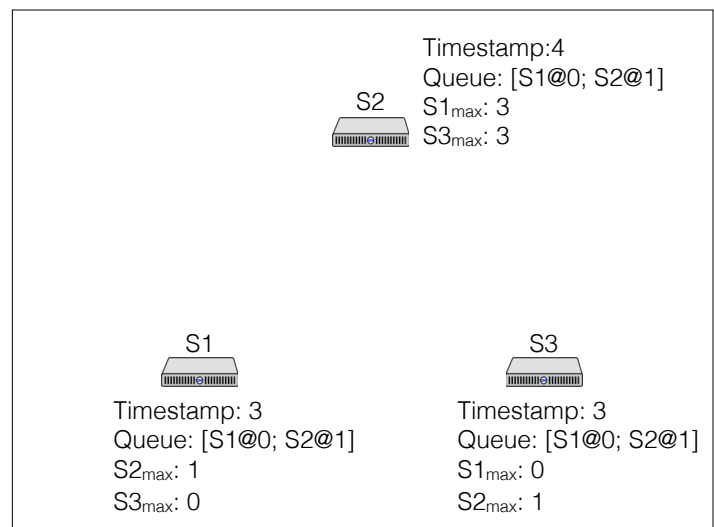 Timestamp:4
Queue: [S1@0; S2@1]
S2
S1max: 3
S3max: 3
S1
Timestamp: 3
Queue: [S1@0; S2@1]
S2max: 1
S3max: 0
S3
Timestamp: 3
Queue: [S1@0; S2@1]
S1max: 0
S2max: 1